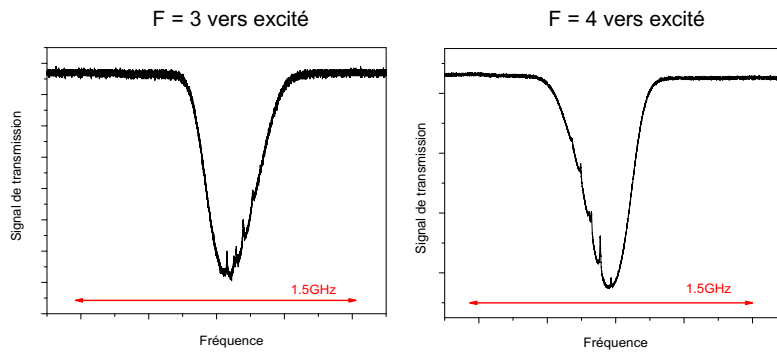 F = 3 vers excité
Signal de transmission
1.5GHz
Fréquence
F = 4 vers excité
Signal de transmission
1.5GHz
Fréquence